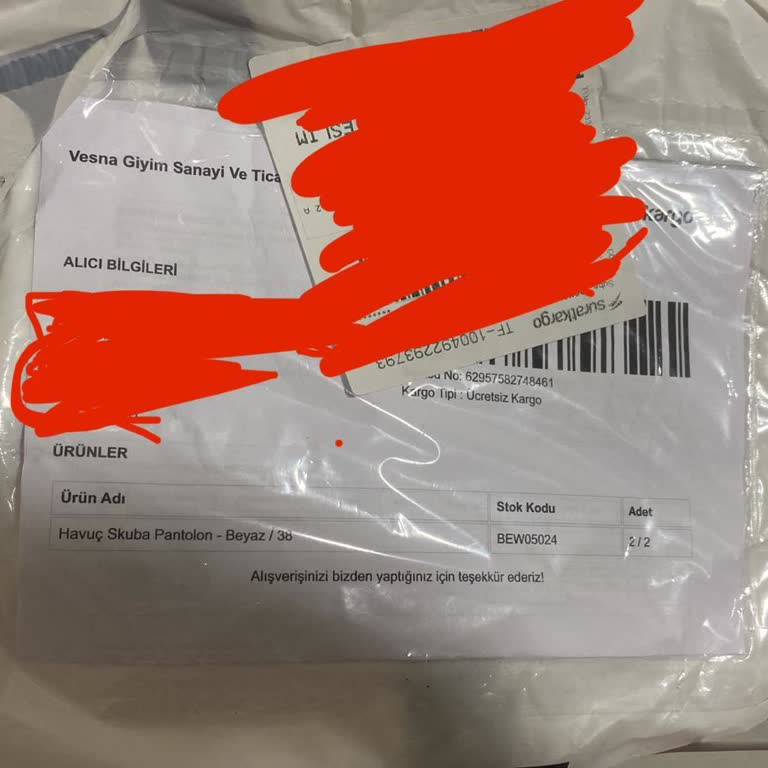 Vesna Giyim Sanayi Ve
TESLİM
kargo
ALICI BİLGİLERİ
suratkargo
TF-1004922937​93
No: 62957582748461
Kargo Tipi : Ücretsiz Kargo
ÜRÜNLER
Ürün Adı Stok Kodu Adet
Havuç Skuba Pantolon - Beyaz / 38 BEW05024 2 / 2
Alışverişinizi bizden yaptığınız için teşekkür ederiz!